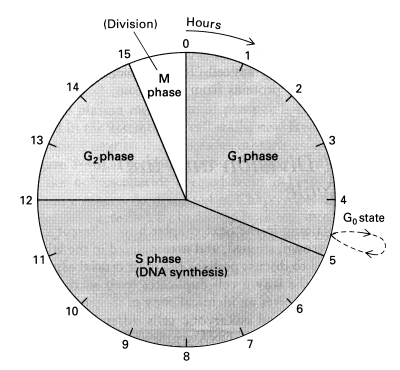 (Division)
Hours
0
1
2
3
4
5
6
7
8
9
10
11
12
13
14
15
M
phase
G₁ phase
G₀ state
S phase
(DNA synthesis)
G₂ phase